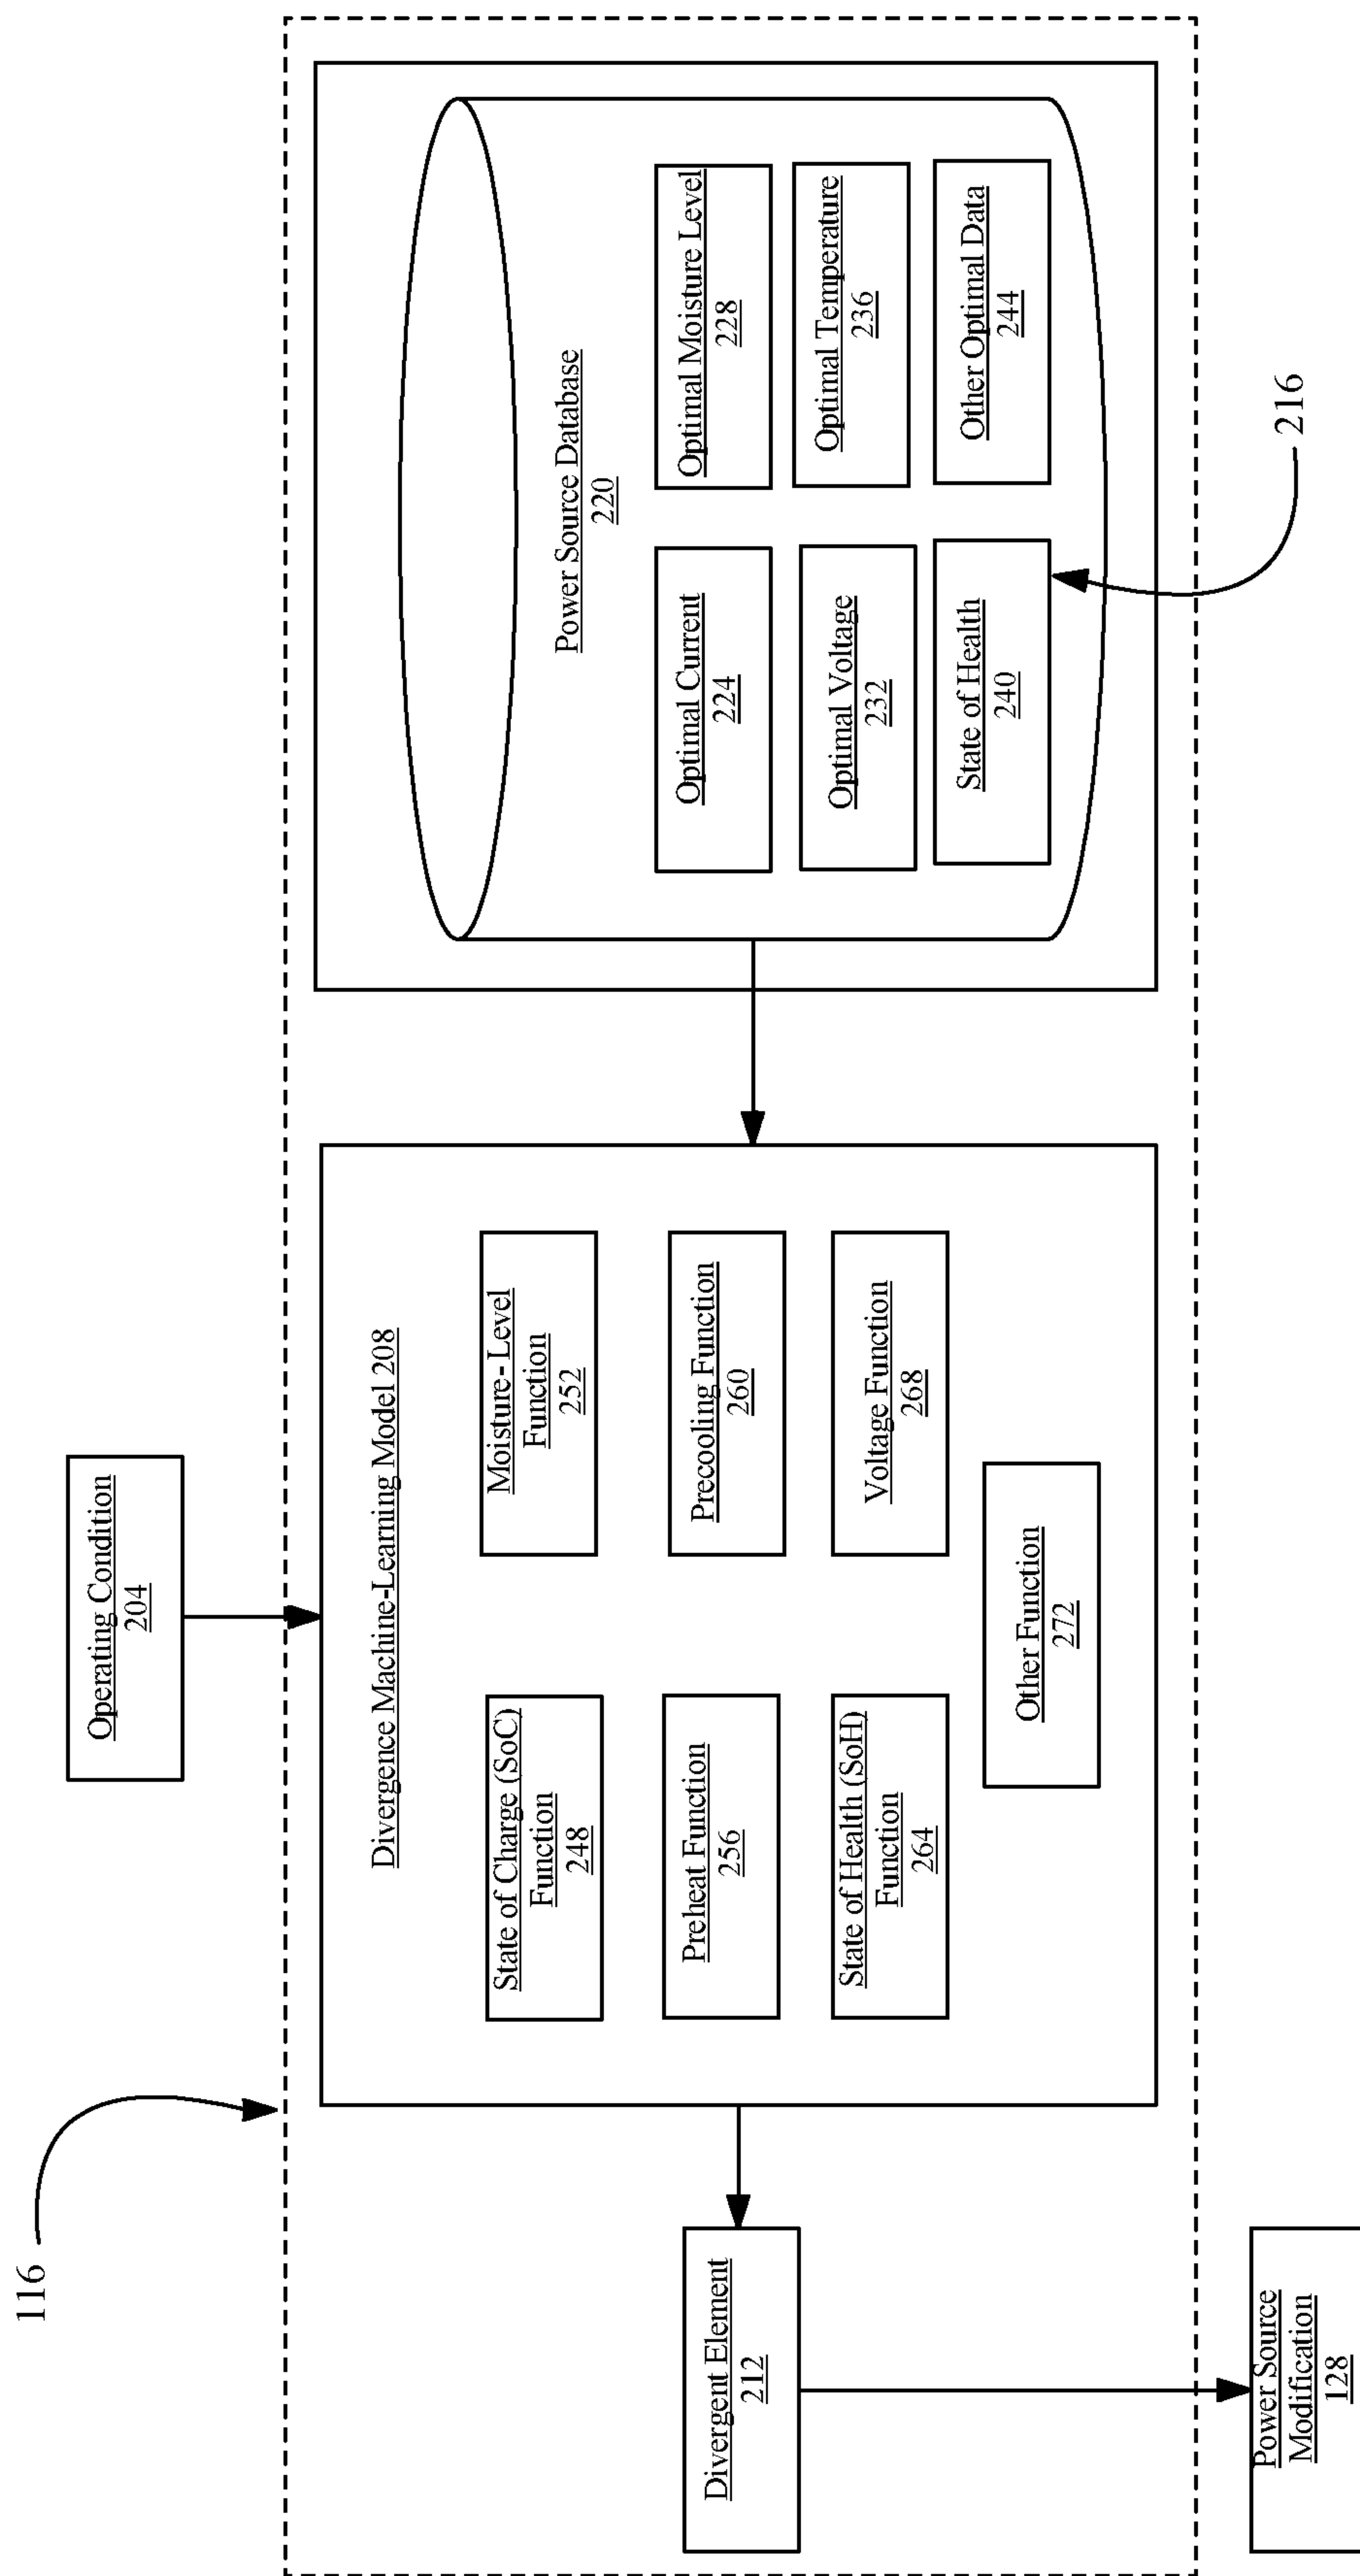 116
Operating Condition
204
Divergence Machine-Learning Model 208
State of Charge (SoC)
Function
248
Moisture- Level
Function
252
Preheat Function
256
Precooling Function
260
State of Health (SoH)
Function
264
Voltage Function
268
Other Function
272
Divergent Element
212
Power Source
Modification
128
Power Source Database
220
Optimal Current
224
Optimal Moisture Level
228
Optimal Voltage
232
Optimal Temperature
236
State of Health
240
Other Optimal Data
244
216